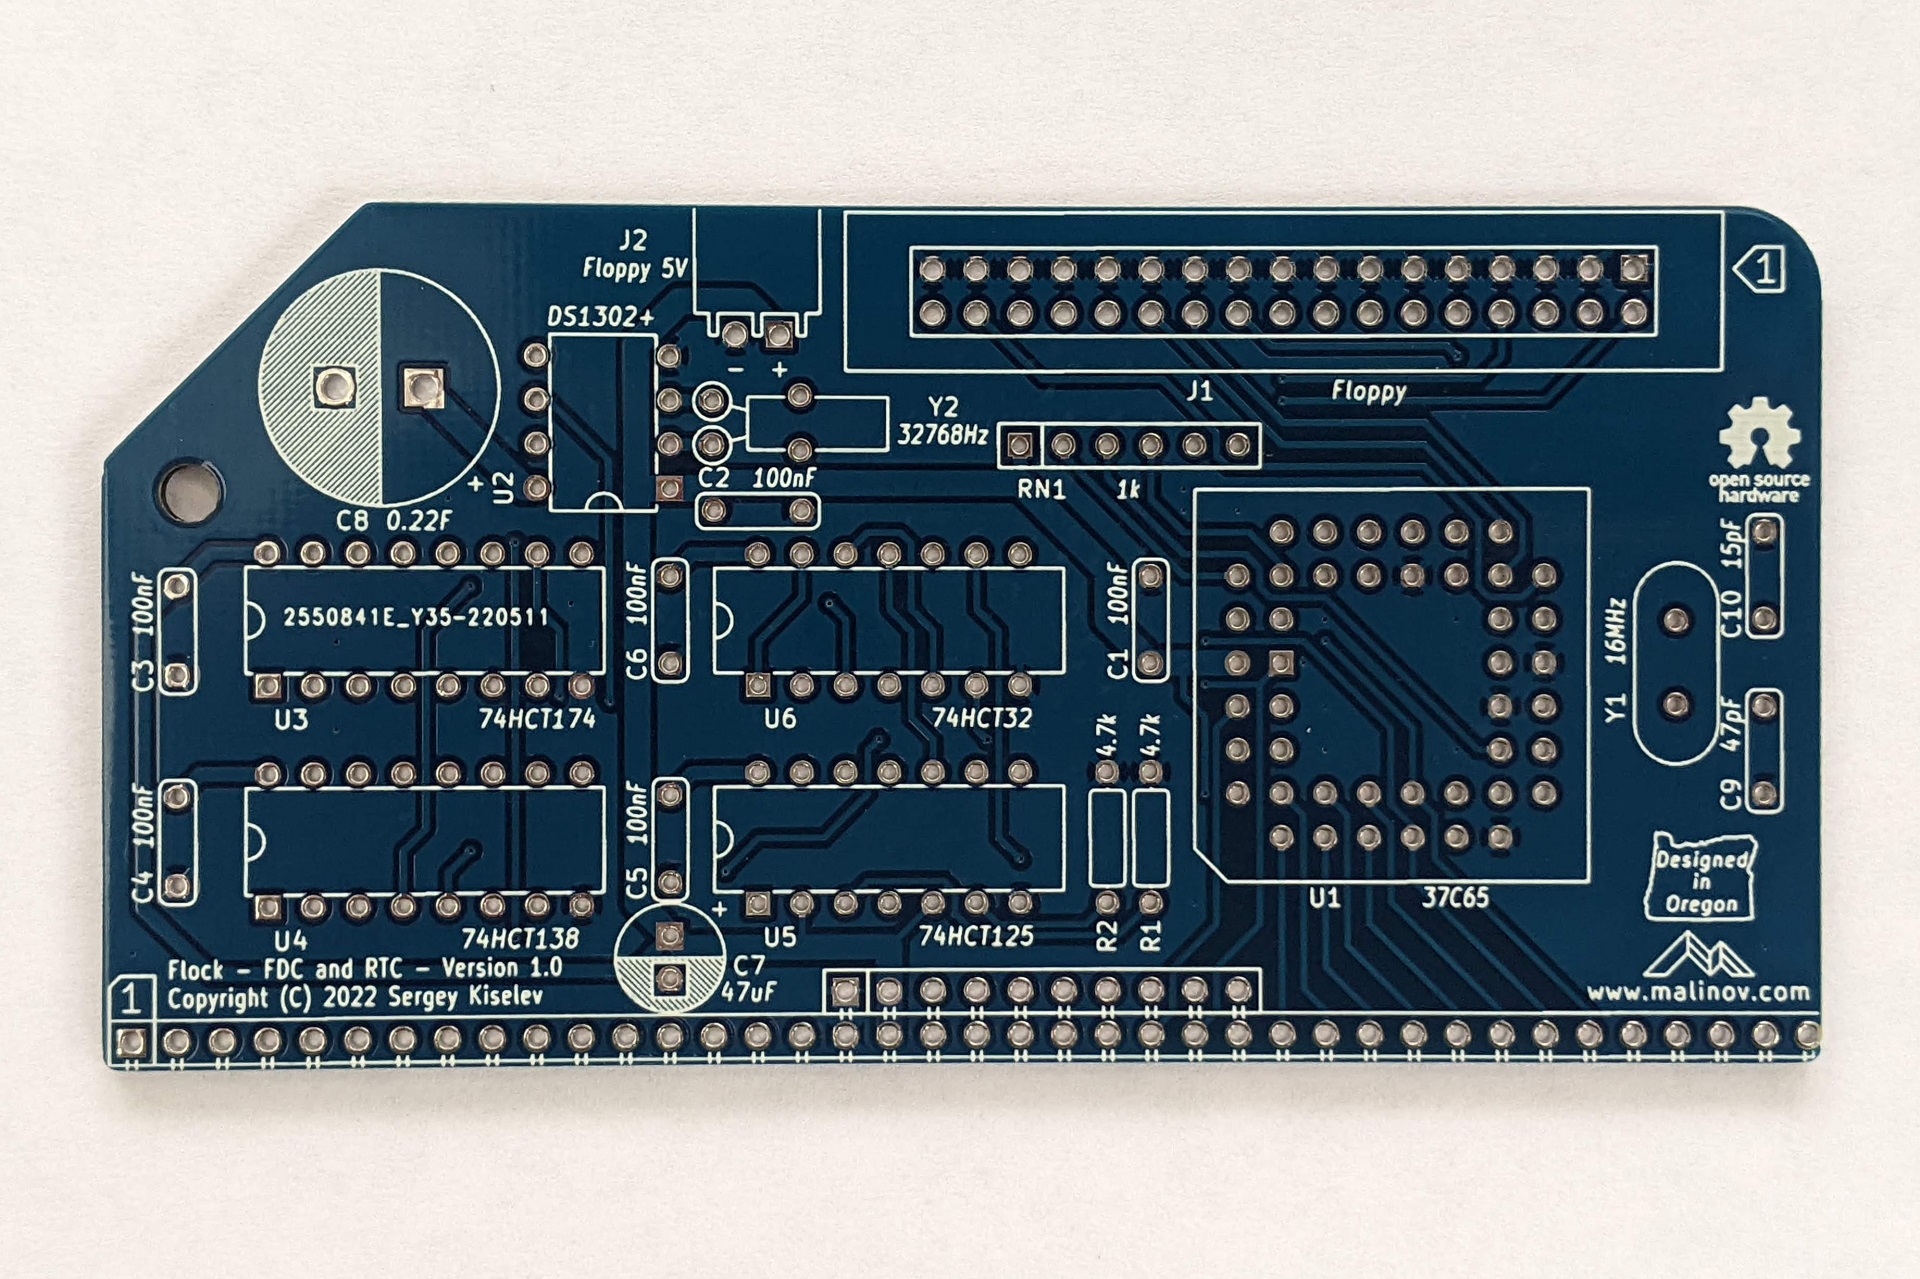 J2
Floppy 5V
1
DS1302+
- +
J1 Floppy
Y2
32768Hz
+
U2
C8 0.22F
C2 100nF
RN1 1k
open source
hardware
C10 15pF
C3 100nF
2550841E_Y35-220511
C6 100nF
C1 100nF
Y1 16MHz
U3 74HCT174
U6 74HCT32
4.7k
4.7k
C9 47pF
C4 100nF
C5 100nF
Designed
in
Oregon
U1 37C65
+
U4 74HCT138
U5 74HCT125
R2
R1
Flock - FDC and RTC - Version 1.0
Copyright (C) 2022 Sergey Kiselev
C7
47uF
www.malinov.com
1